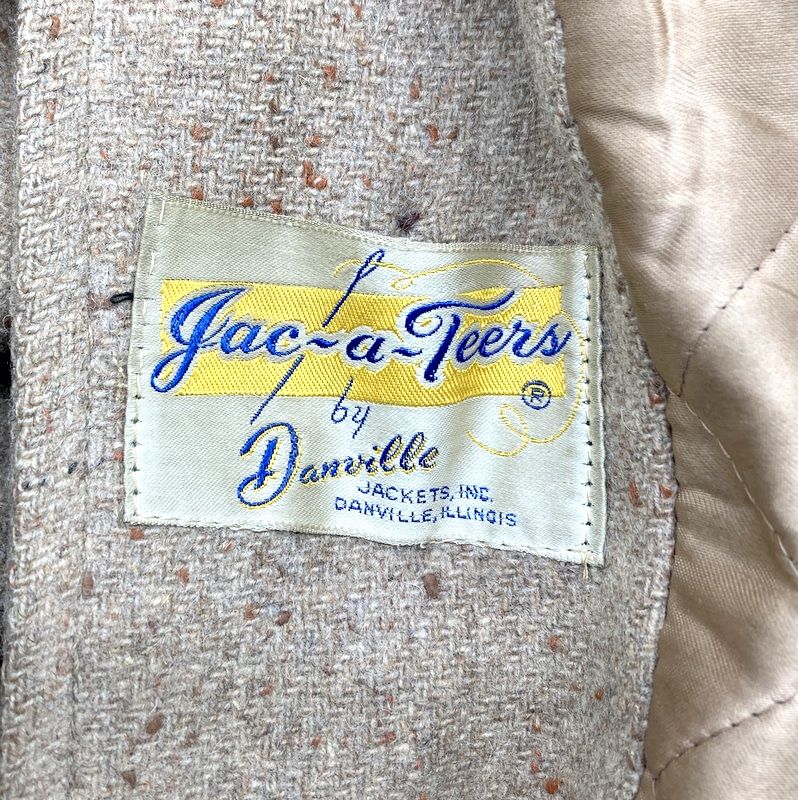 Jac~a~Teers
®
by
Danville
JACKETS, INC.
DANVILLE, ILLINOIS